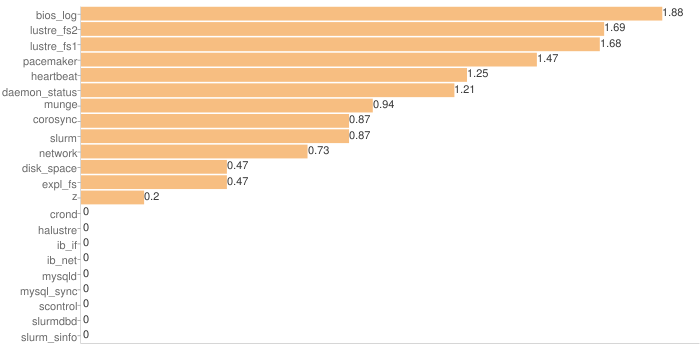 bios_log 1.88
lustre_fs2 1.69
lustre_fs1 1.68
pacemaker 1.47
heartbeat 1.25
daemon_status 1.21
munge 0.94
corosync 0.87
slurm 0.87
network 0.73
disk_space 0.47
expl_fs 0.47
z 0.2
crond 0
halustre 0
ib_if 0
ib_net 0
mysqld 0
mysql_sync 0
scontrol 0
slurmdbd 0
slurm_sinfo 0